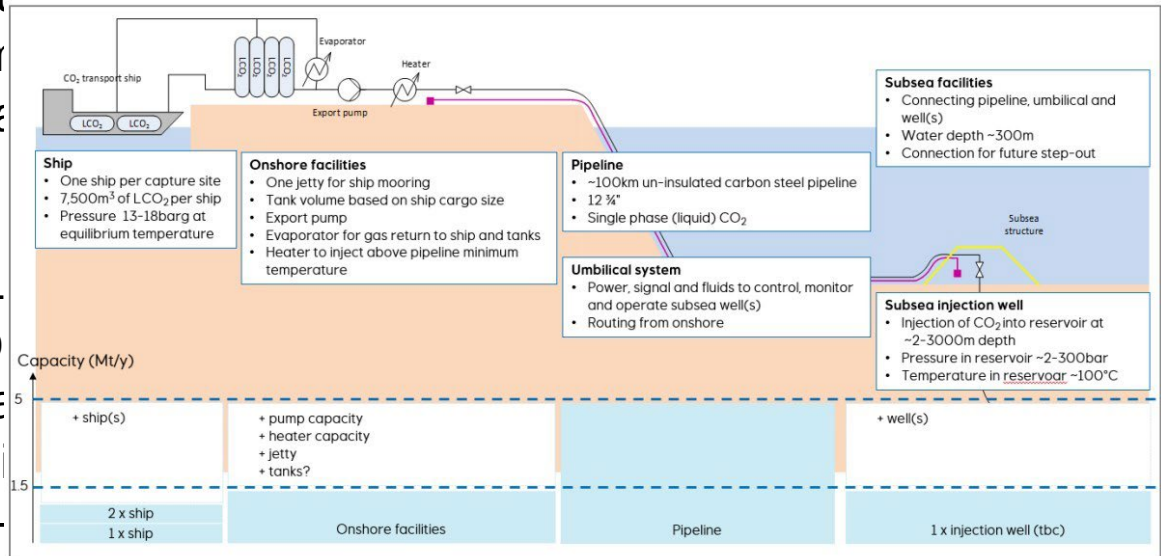 Evaporator
Heater
CO₂ transport ship
LCO₂ LCO₂ LCO₂ LCO₂
LCO₂ LCO₂
Export pump
Ship
• One ship per capture site
• 7,500m³ of LCO₂ per ship
• Pressure 13-18barg at
equilibrium temperature
Onshore facilities
• One jetty for ship mooring
• Tank volume based on ship cargo size
• Export pump
• Evaporator for gas return to ship and tanks
• Heater to inject above pipeline minimum
temperature
Pipeline
• ~100km un-insulated carbon steel pipeline
• 12 ¾"
• Single phase (liquid) CO₂
Umbilical system
• Power, signal and fluids to control, monitor
and operate subsea well(s)
• Routing from onshore
Subsea facilities
• Connecting pipeline, umbilical and
well(s)
• Water depth ~300m
• Connection for future step-out
Subsea
structure
Subsea injection well
• Injection of CO₂ into reservoir at
~2-3000m depth
• Pressure in reservoir ~2-300bar
• Temperature in reservoar ~100°C
Capacity (Mt/y)
5
+ ship(s)
+ pump capacity
+ heater capacity
+ jetty
+ tanks?
+ well(s)
1.5
2 x ship
1 x ship
Onshore facilities
Pipeline
1 x injection well (tbc)